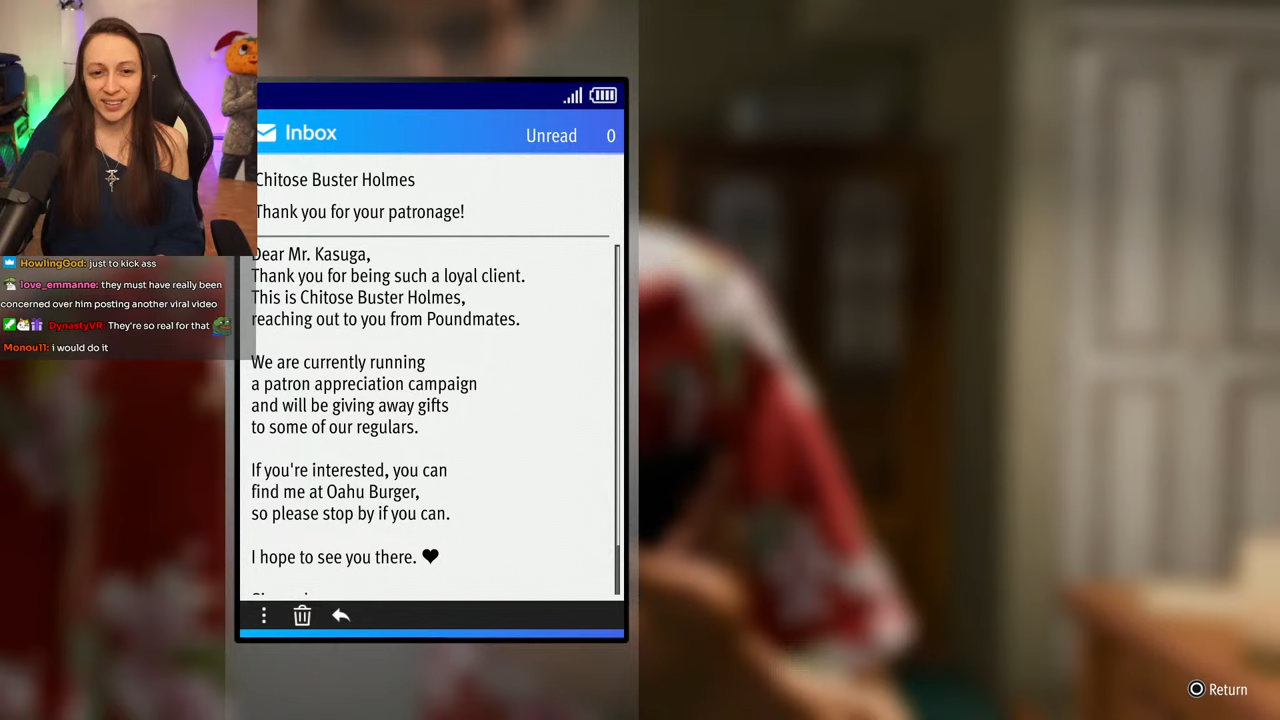 Inbox
Unread 0
Chitose Buster Holmes
Thank you for your patronage!
Dear Mr. Kasuga,
Thank you for being such a loyal client.
This is Chitose Buster Holmes,
reaching out to you from Poundmates.
We are currently running
a patron appreciation campaign
and will be giving away gifts
to some of our regulars.
If you're interested, you can
find me at Oahu Burger,
so please stop by if you can.
I hope to see you there. ♥
HowlingGod: just to kick ass
love_emmanne: they must have really been
concerned over him posting another viral video
DynastyVR: They're so real for that
Monou11: i would do it
Return